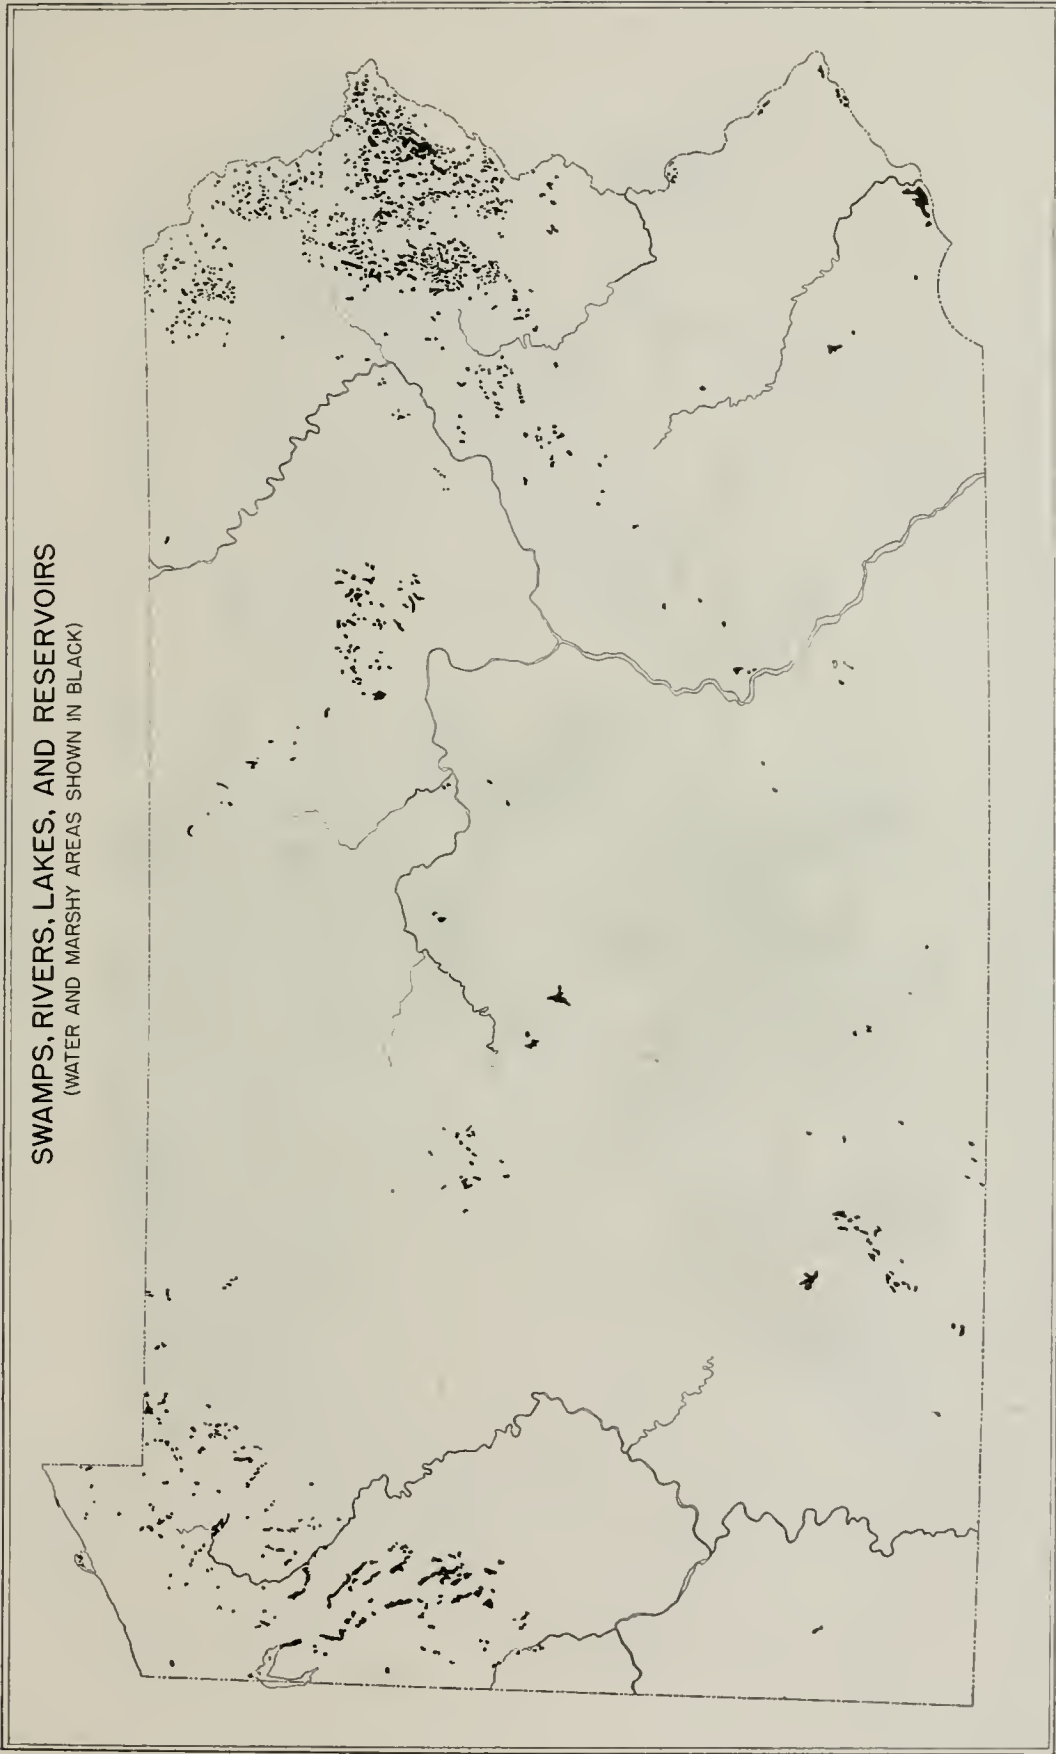 SWAMPS, RIVERS, LAKES, AND RESERVOIRS
(WATER AND MARSHY AREAS SHOWN IN BLACK)